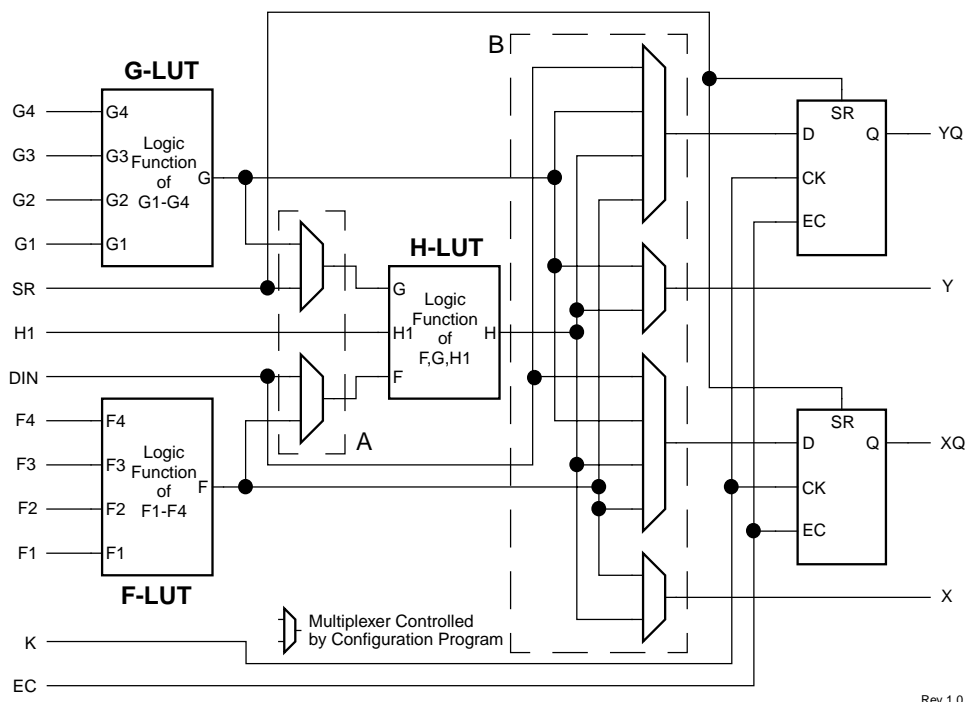 B
G-LUT
G4
G3
G2
G1
G4
G3
G2
G1
Logic
Function
of
G1-G4
G
SR
H1
DIN
H-LUT
G
H1
F
Logic
Function
of
F,G,H1
H
A
F4
F3
F2
F1
F4
F3
F2
F1
Logic
Function
of
F1-F4
F
F-LUT
SR
D
CK
EC
Q
YQ
Y
SR
D
CK
EC
Q
XQ
X
Multiplexer Controlled
by Configuration Program
K
EC
Rev 1.0